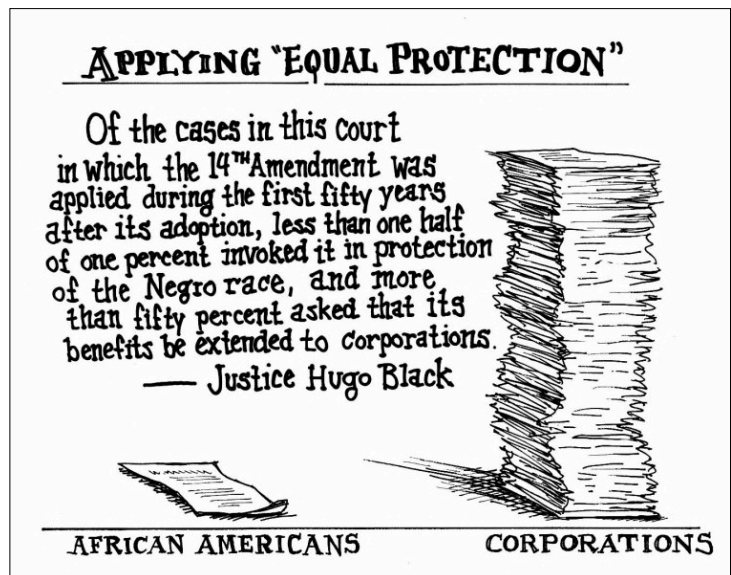 APPLYING "EQUAL PROTECTION"
Of the cases in this court
in which the 14TH Amendment was
applied during the first fifty years
after its adoption, less than one half
of one percent invoked it in protection
of the Negro race, and more
than fifty percent asked that its
benefits be extended to corporations.
— Justice Hugo Black
AFRICAN AMERICANS
CORPORATIONS